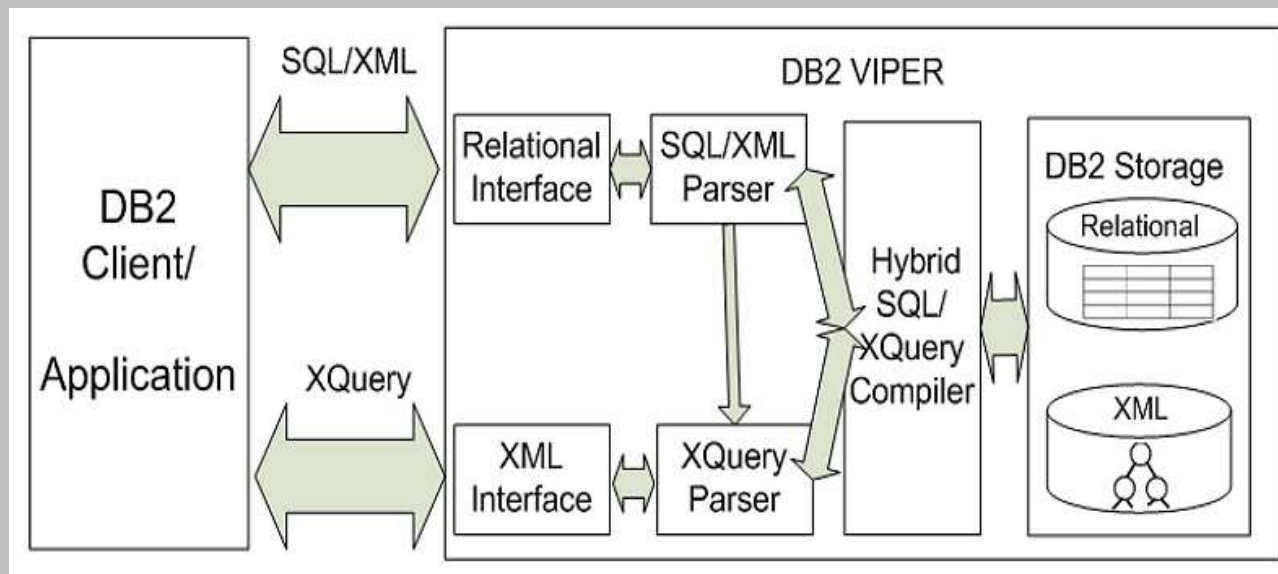 DB2
Client/
Application
SQL/XML
XQuery
DB2 VIPER
Relational
Interface
SQL/XML
Parser
XML
Interface
XQuery
Parser
Hybrid
SQL/
XQuery
Compiler
DB2 Storage
Relational
XML